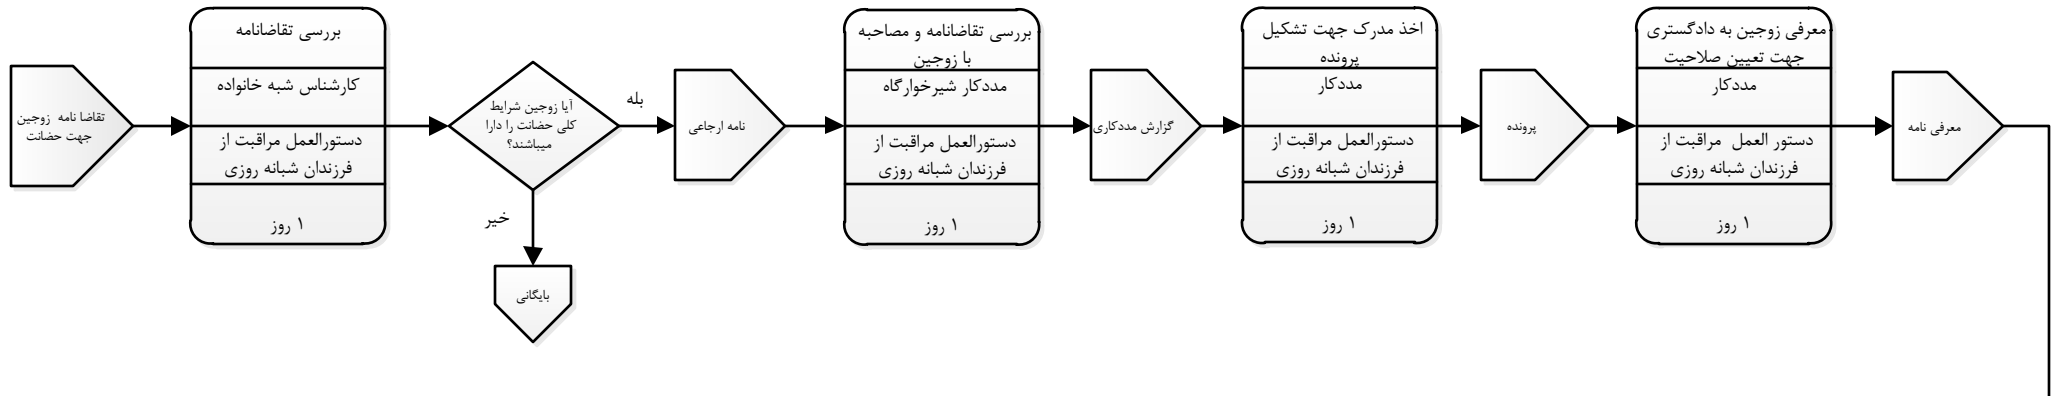 تقاضا نامه زوجین
جهت حضانت
بررسی تقاضانامه
کارشناس شبه خانواده
دستورالعمل مراقبت از
فرزندان شبانه روزی
۱ روز
آیا زوجین شرایط
کلی حضانت را دارا
میباشند؟
بله
خیر
بایگانی
نامه ارجاعی
بررسی تقاضانامه و مصاحبه
با زوجین
مددکار شیرخوارگاه
دستورالعمل مراقبت از
فرزندان شبانه روزی
۱ روز
گزارش مددکاری
اخذ مدرک جهت تشکیل
پرونده
مددکار
دستورالعمل مراقبت از
فرزندان شبانه روزی
۱ روز
پرونده
معرفی زوجین به دادگستری
جهت تعیین صلاحیت
مددکار
دستور العمل مراقبت از
فرزندان شبانه روزی
۱ روز
معرفی نامه